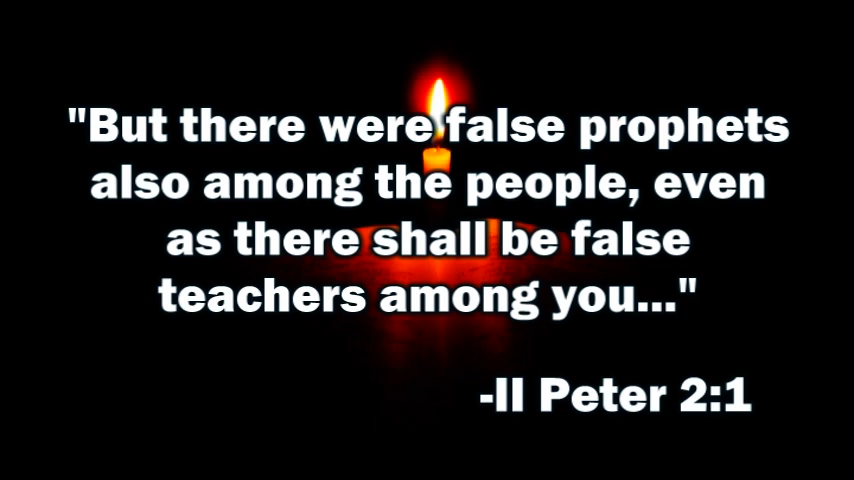 "But there were false prophets
also among the people, even
as there shall be false
teachers among you..."
-II Peter 2:1